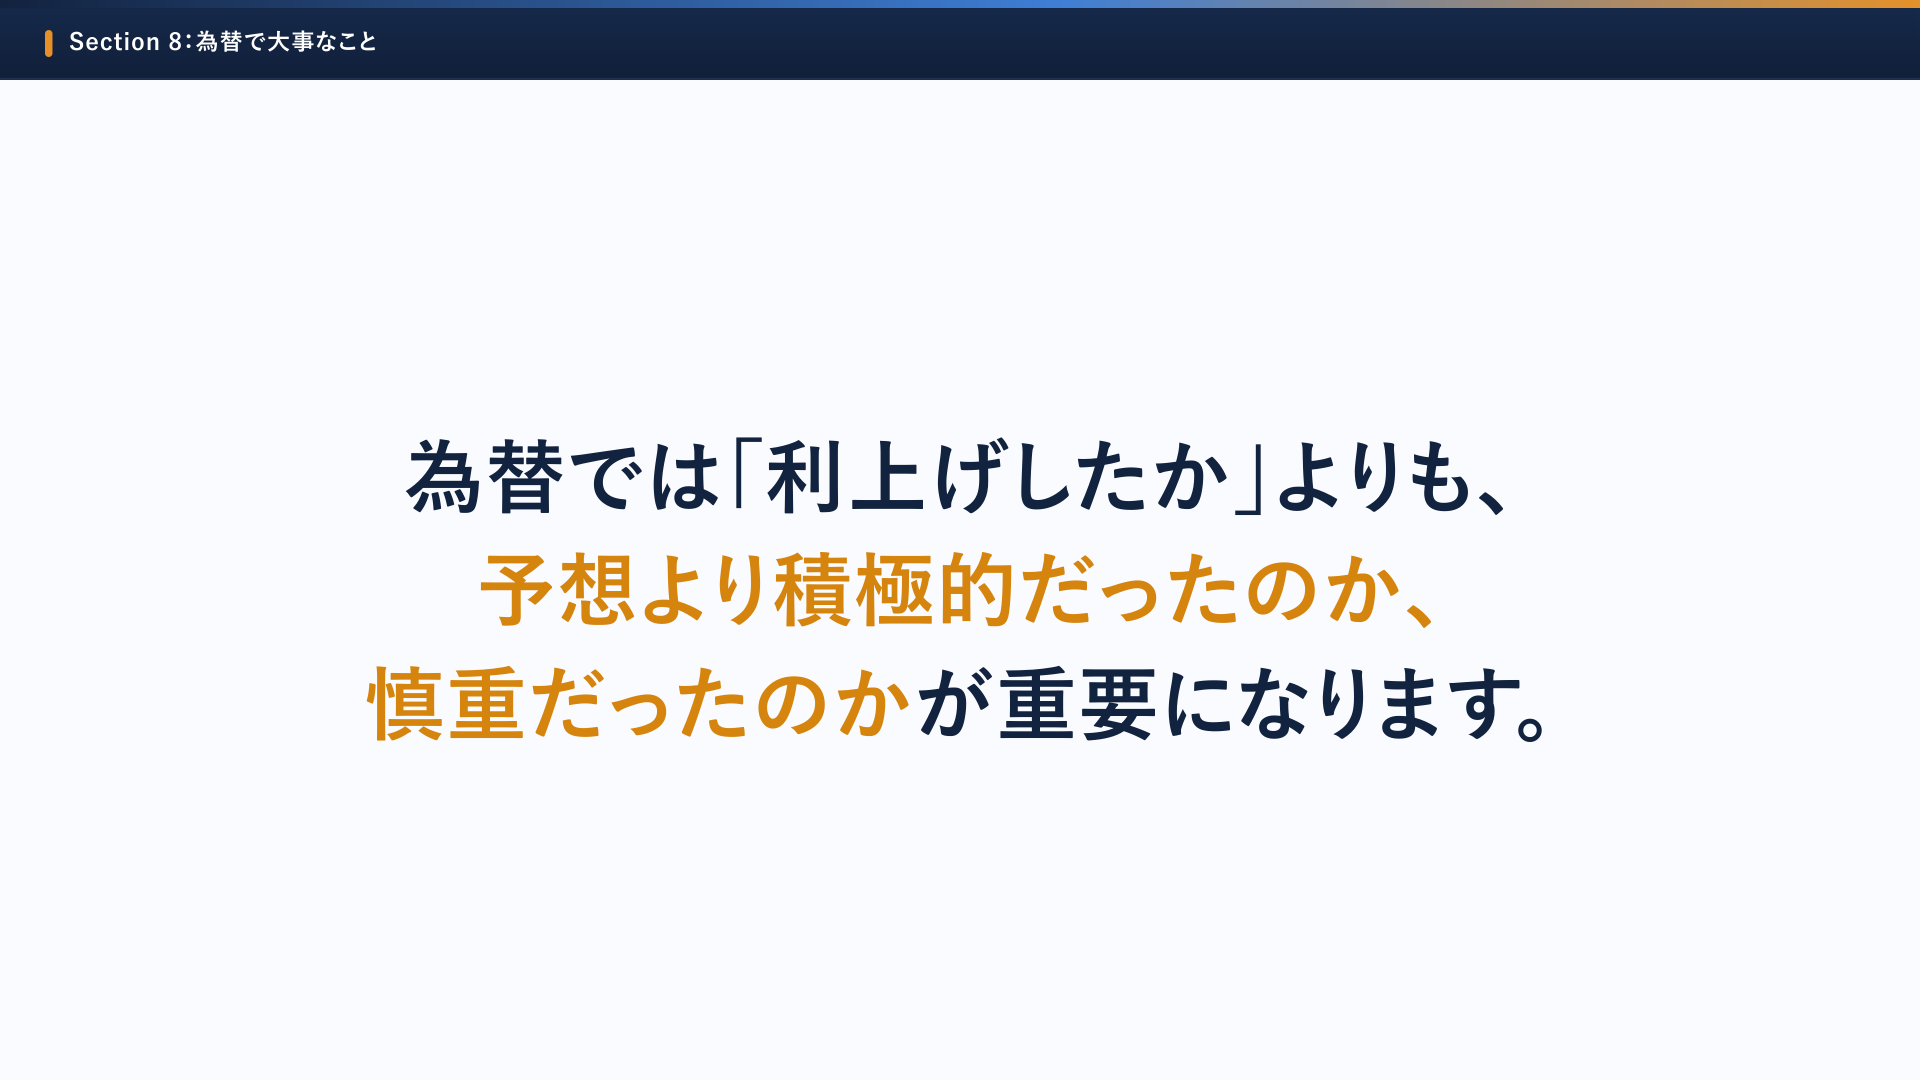 Section 8：為替で大事なこと
為替では「利上げしたか」よりも、
予想より積極的だったのか、
慎重だったのかが重要になります。